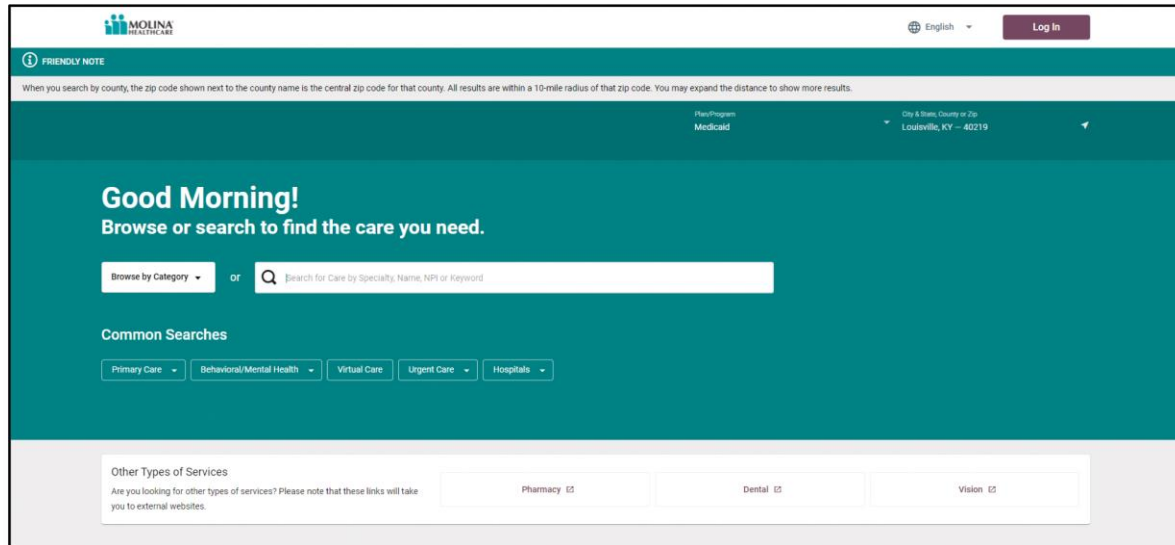 MOLINA
HEALTHCARE
English
Log In
FRIENDLY NOTE
When you search by county, the zip code shown next to the county name is the central zip code for that county. All results are within a 10-mile radius of that zip code. You may expand the distance to show more results.
Plan/Program
Medicaid
City & State, County or Zip
Louisville, KY — 40219
Good Morning!
Browse or search to find the care you need.
Browse by Category
or
Search for Care by Specialty, Name, NPI or Keyword
Common Searches
Primary Care
Behavioral/Mental Health
Virtual Care
Urgent Care
Hospitals
Other Types of Services
Are you looking for other types of services? Please note that these links will take
you to external websites.
Pharmacy
Dental
Vision